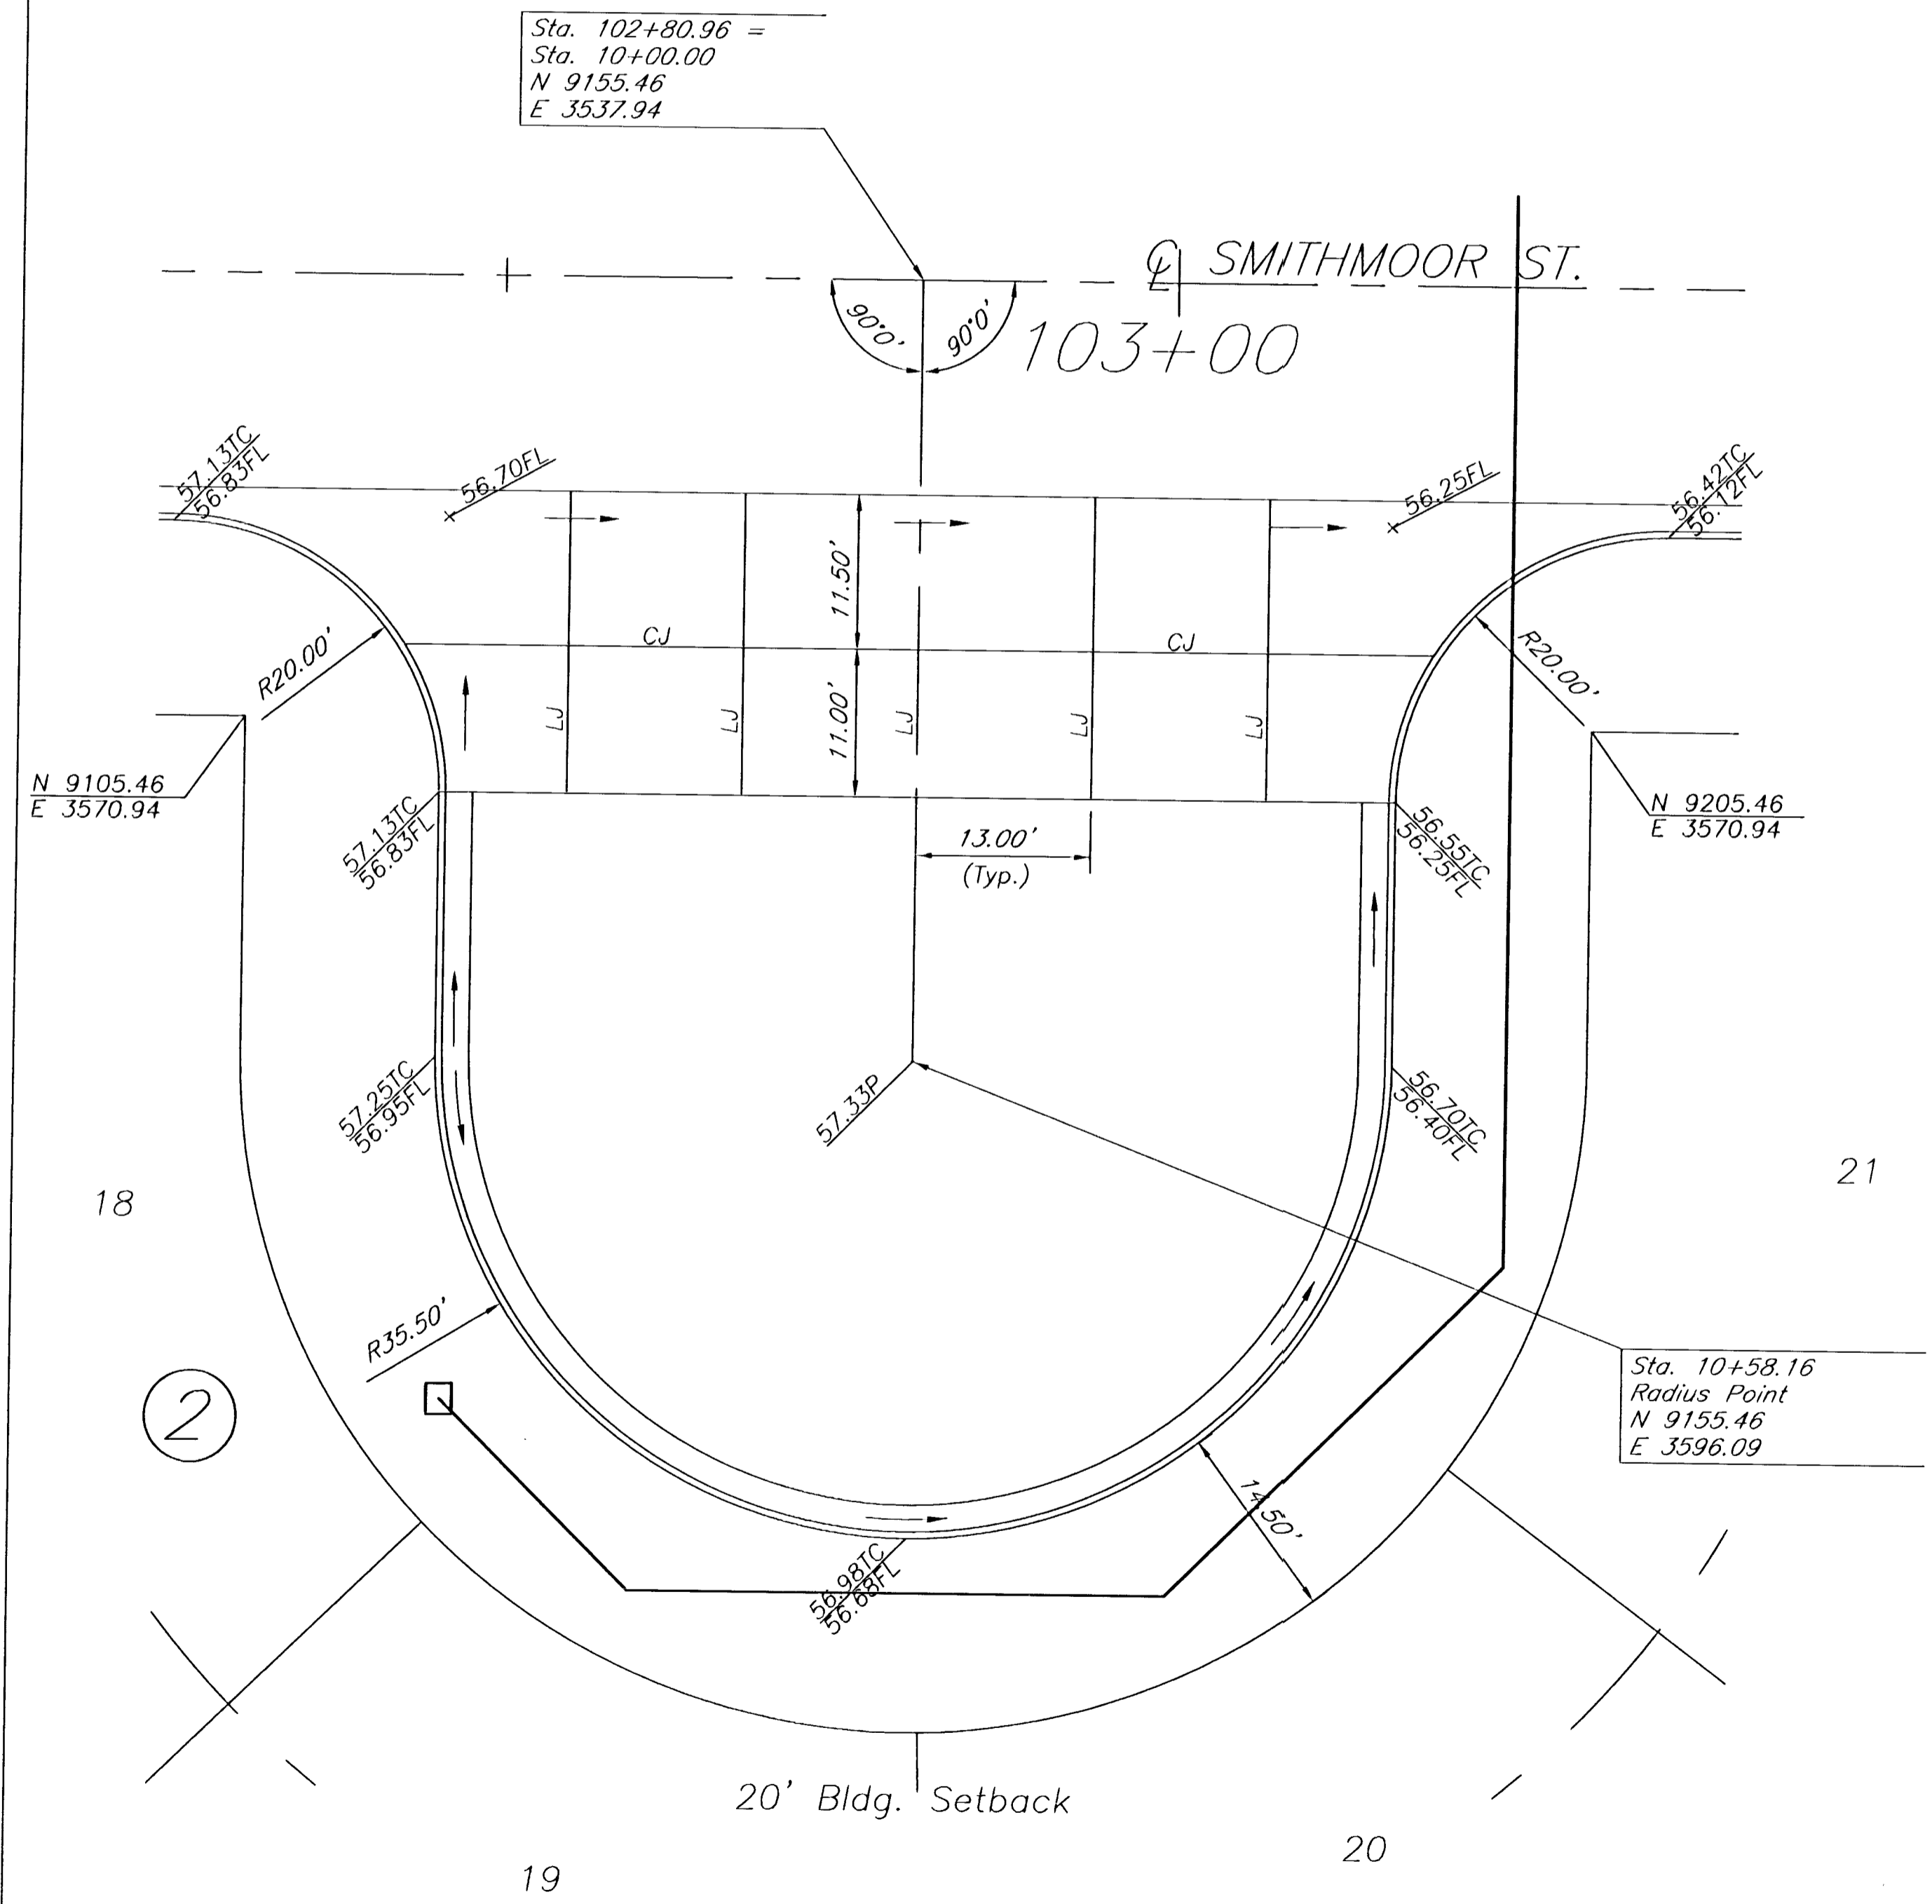 Sta. 102+80.96 =
Sta. 10+00.00
N 9155.46
E 3537.94
℄ SMITHMOOR ST.
90°0'
90°0'
103+00
57.13TC
56.83FL
56.70FL
56.25FL
56.42TC
56.12FL
11.50'
CJ
CJ
R20.00'
R20.00'
11.00'
LJ
LJ
LJ
LJ
LJ
N 9105.46
E 3570.94
N 9205.46
E 3570.94
57.13TC
56.83FL
13.00'
(Typ.)
56.55TC
56.25FL
57.25TC
56.95FL
57.33P
56.70TC
56.40FL
18
21
R35.50'
2
Sta. 10+58.16
Radius Point
N 9155.46
E 3596.09
14.50'
56.98TC
56.68FL
20' Bldg. Setback
19
20